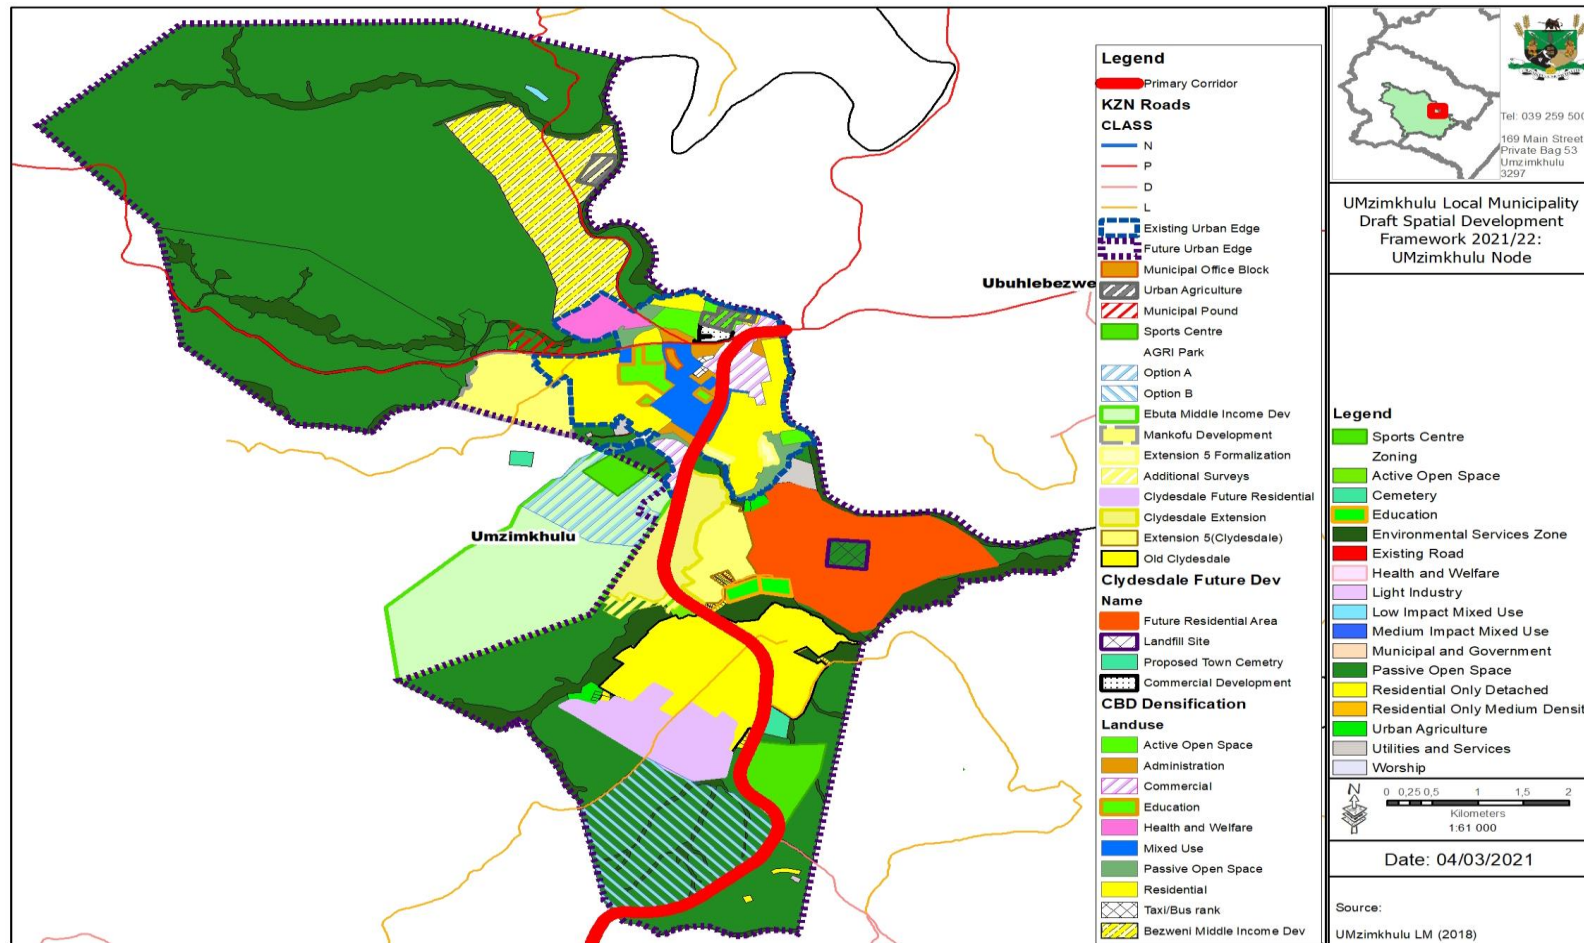 Ubuhlebezwe
Umzimkhulu
Legend
Primary Corridor
KZN Roads
CLASS
N
P
D
L
Existing Urban Edge
Future Urban Edge
Municipal Office Block
Urban Agriculture
Municipal Pound
Sports Centre
AGRI Park
Option A
Option B
Ebuta Middle Income Dev
Mankofu Development
Extension 5 Formalization
Additional Surveys
Clydesdale Future Residential
Clydesdale Extension
Extension 5(Clydesdale)
Old Clydesdale
Clydesdale Future Dev
Name
Future Residential Area
Landfill Site
Proposed Town Cemetry
Commercial Development
CBD Densification
Landuse
Active Open Space
Administration
Commercial
Education
Health and Welfare
Mixed Use
Passive Open Space
Residential
Taxi/Bus rank
Bezweni Middle Income Dev
Tel: 039 259 500
169 Main Street
Private Bag 53
Umzimkhulu
3297
UMzimkhulu Local Municipality
Draft Spatial Development
Framework 2021/22:
UMzimkhulu Node
Legend
Sports Centre
Zoning
Active Open Space
Cemetery
Education
Environmental Services Zone
Existing Road
Health and Welfare
Light Industry
Low Impact Mixed Use
Medium Impact Mixed Use
Municipal and Government
Passive Open Space
Residential Only Detached
Residential Only Medium Densit
Urban Agriculture
Utilities and Services
Worship
N
0 0,25 0,5 1 1,5 2
Kilometers
1:61 000
Date: 04/03/2021
Source:
UMzimkhulu LM (2018)